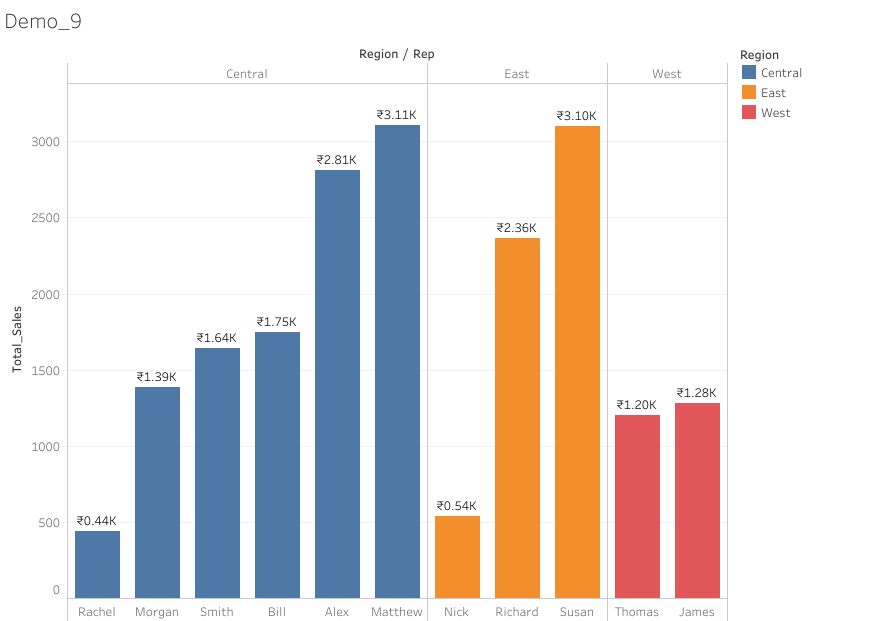 Demo_9
Region / Rep
Central East West
₹0.44K ₹1.39K ₹1.64K ₹1.75K ₹2.81K ₹3.11K ₹0.54K ₹2.36K ₹3.10K ₹1.20K ₹1.28K
Total_Sales
3000
2500
2000
1500
1000
500
0
Rachel Morgan Smith Bill Alex Matthew Nick Richard Susan Thomas James
Region
Central
East
West